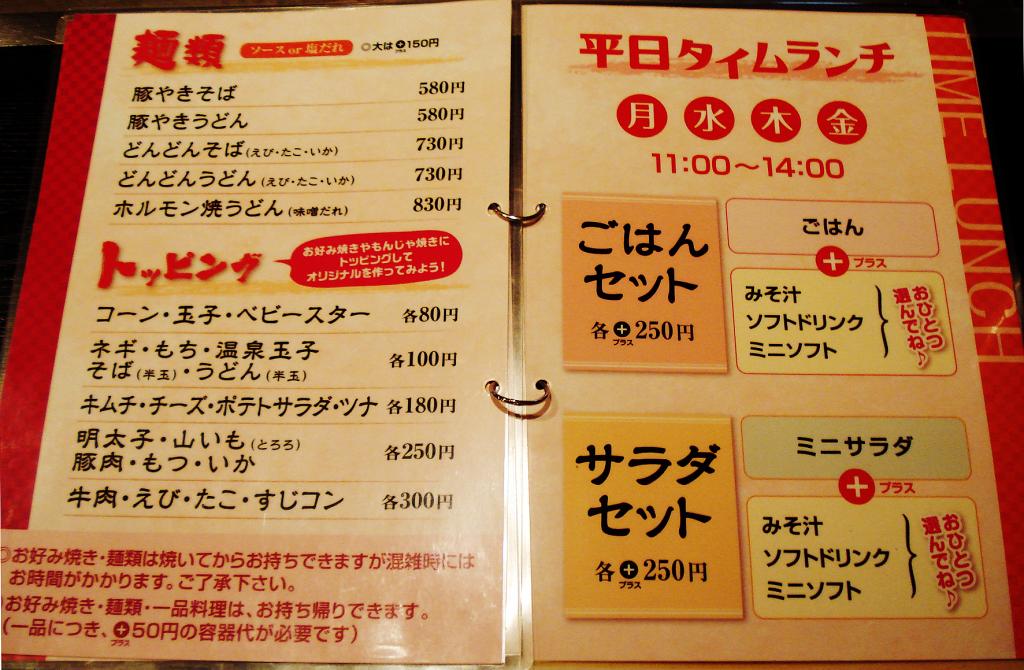 麺類 ソース or 塩だれ ◎大は+プラス150円
豚やきそば 580円
豚やきうどん 580円
どんどんそば(えび・たこ・いか) 730円
どんどんうどん(えび・たこ・いか) 730円
ホルモン焼うどん(味噌だれ) 830円
トッピング
お好み焼きやもんじゃ焼きに
トッピングして
オリジナルを作ってみよう!
コーン・玉子・ベビースター 各80円
ネギ・もち・温泉玉子
そば(半玉)・うどん(半玉) 各100円
キムチ・チーズ・ポテトサラダ・ツナ 各180円
明太子・山いも(とろろ)
豚肉・もつ・いか 各250円
牛肉・えび・たこ・すじコン 各300円
◎お好み焼き・麺類は焼いてからお持ちできますが混雑時には
お時間がかかります。ご了承下さい。
◎お好み焼き・麺類・一品料理は、お持ち帰りできます。
(一品につき、+プラス50円の容器代が必要です)
平日タイムランチ
月 水 木 金
11:00~14:00
TIME LUNCH
ごはん
セット
各+プラス250円
ごはん
+プラス
みそ汁
ソフトドリンク
ミニソフト
おひとつ
選んでね♪
サラダ
セット
各+プラス250円
ミニサラダ
+プラス
みそ汁
ソフトドリンク
ミニソフト
おひとつ
選んでね♪